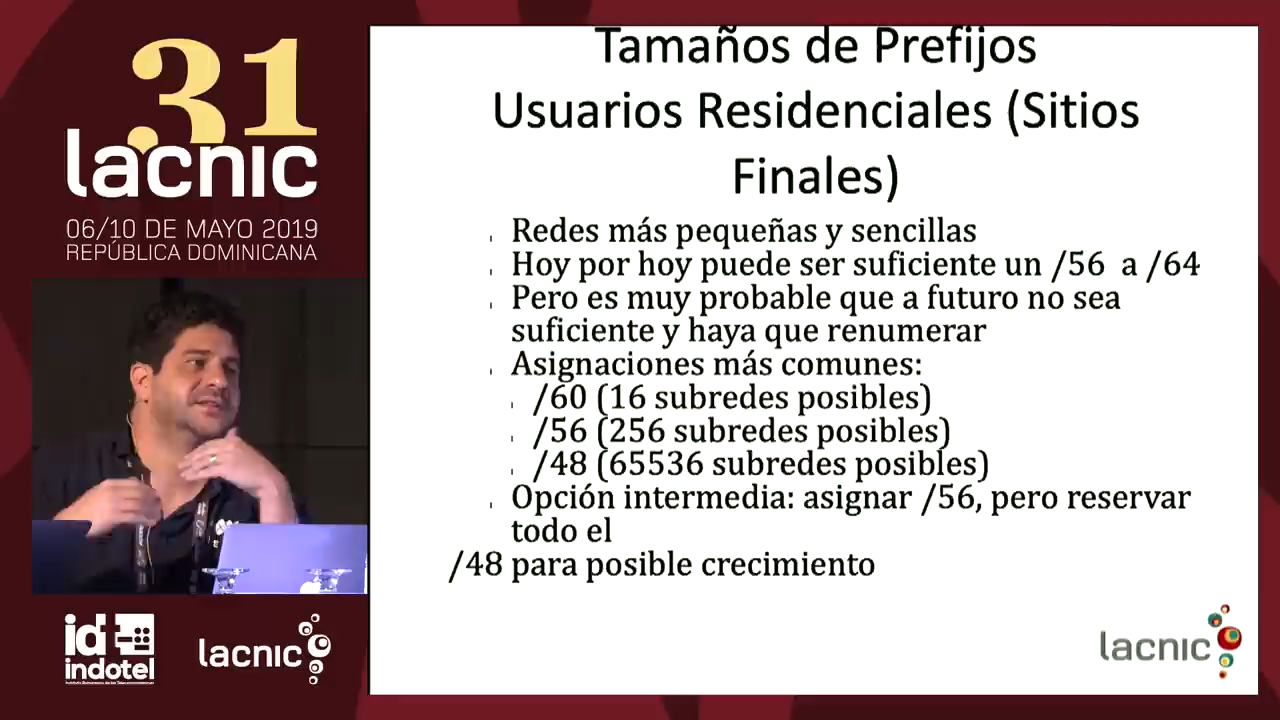 31
lacnic
06/10 DE MAYO 2019
REPÚBLICA DOMINICANA
Tamaños de Prefijos
Usuarios Residenciales (Sitios
Finales)
Redes más pequeñas y sencillas
Hoy por hoy puede ser suficiente un /56 a /64
Pero es muy probable que a futuro no sea
suficiente y haya que renumerar
Asignaciones más comunes:
/60 (16 subredes posibles)
/56 (256 subredes posibles)
/48 (65536 subredes posibles)
Opción intermedia: asignar /56, pero reservar
todo el
/48 para posible crecimiento
indotel
lacnic
lacnic